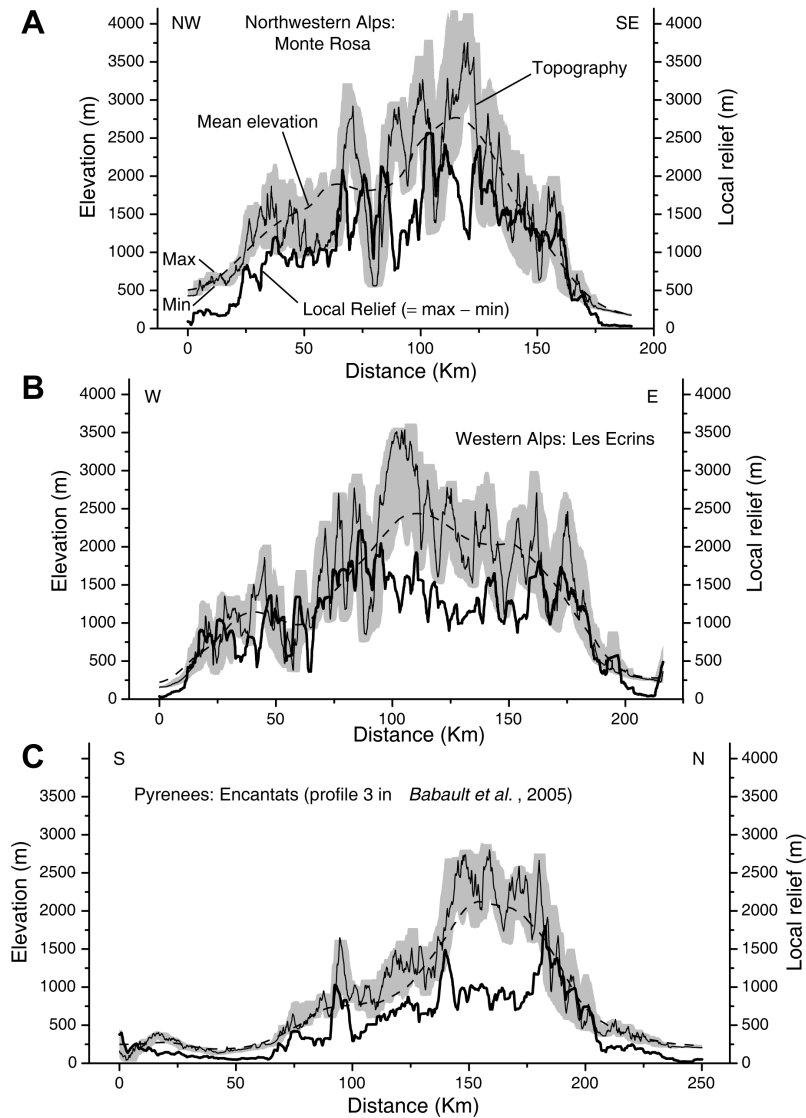 A
NW
Northwestern Alps:
Monte Rosa
SE
Topography
Mean elevation
Max
Min
Local Relief (= max − min)
Elevation (m)
4000
3500
3000
2500
2000
1500
1000
500
0
Local relief (m)
4000
3500
3000
2500
2000
1500
1000
500
0
0 50 100 150 200
Distance (Km)
B
W
E
Western Alps: Les Ecrins
Elevation (m)
4000
3500
3000
2500
2000
1500
1000
500
0
Local relief (m)
4000
3500
3000
2500
2000
1500
1000
500
0
0 50 100 150 200
Distance (Km)
C
S
N
Pyrenees: Encantats (profile 3 in Babault et al. , 2005)
Elevation (m)
3500
3000
2500
2000
1500
1000
500
0
Local relief (m)
4000
3500
3000
2500
2000
1500
1000
500
0
0 50 100 150 200 250
Distance (Km)